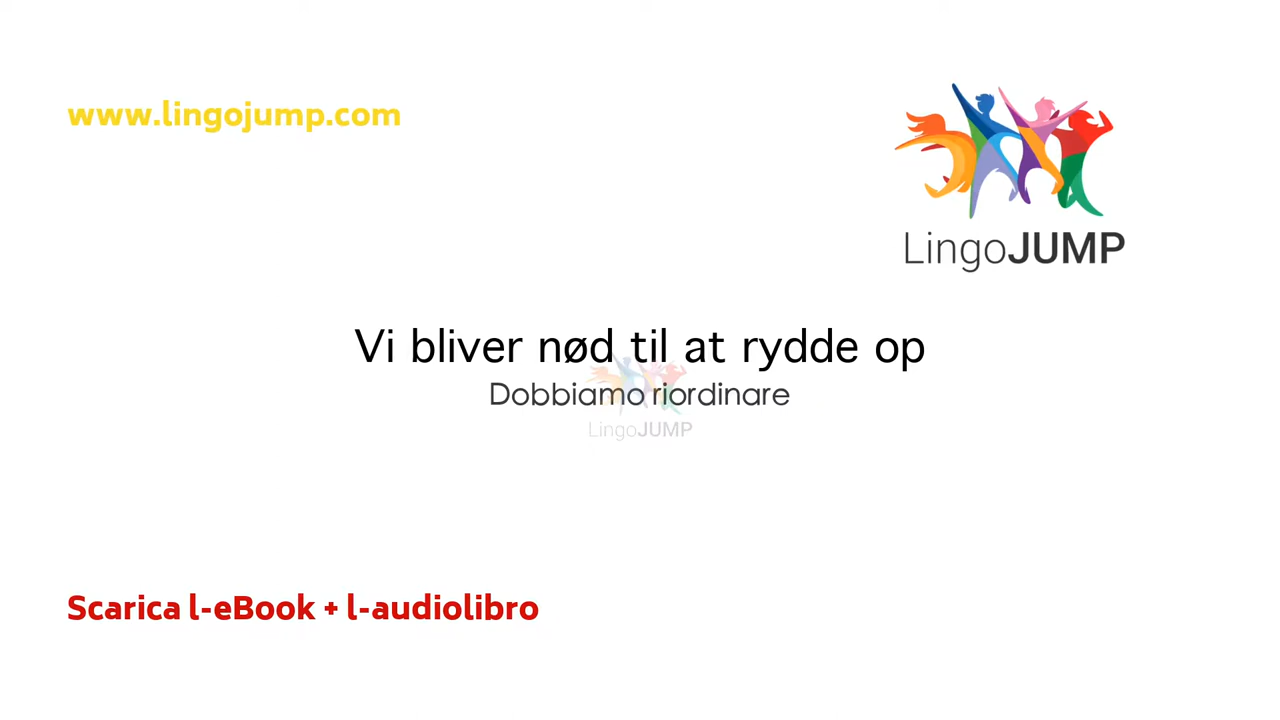 www.lingojump.com
LingoJUMP
Vi bliver nød til at rydde op
Dobbiamo riordinare
LingoJUMP
Scarica l-eBook + l-audiolibro